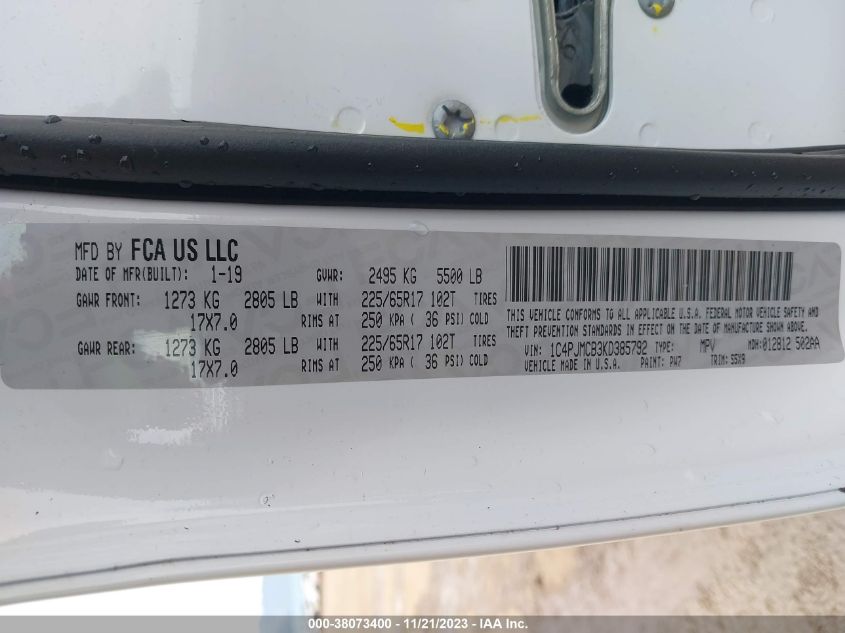 MFD BY FCA US LLC
DATE OF MFR(BUILT): 1-19 GVWR: 2495 KG 5500 LB
GAWR FRONT: 1273 KG 2805 LB WITH 225/65R17 102T TIRES
17X7.0 RIMS AT 250 KPA ( 36 PSI) COLD
GAWR REAR: 1273 KG 2805 LB WITH 225/65R17 102T TIRES
17X7.0 RIMS AT 250 KPA ( 36 PSI) COLD
THIS VEHICLE CONFORMS TO ALL APPLICABLE U.S.A. FEDERAL MOTOR VEHICLE SAFETY AND
THEFT PREVENTION STANDARDS IN EFFECT ON THE DATE OF MANUFACTURE SHOWN ABOVE.
VIN: 1C4PJMCB3KD385792 TYPE: MPV MDH: 012812 502AA
VEHICLE MADE IN U.S.A. PAINT: PW7 TRIM: S5X9
000-38073400 - 11/21/2023 - IAA Inc.